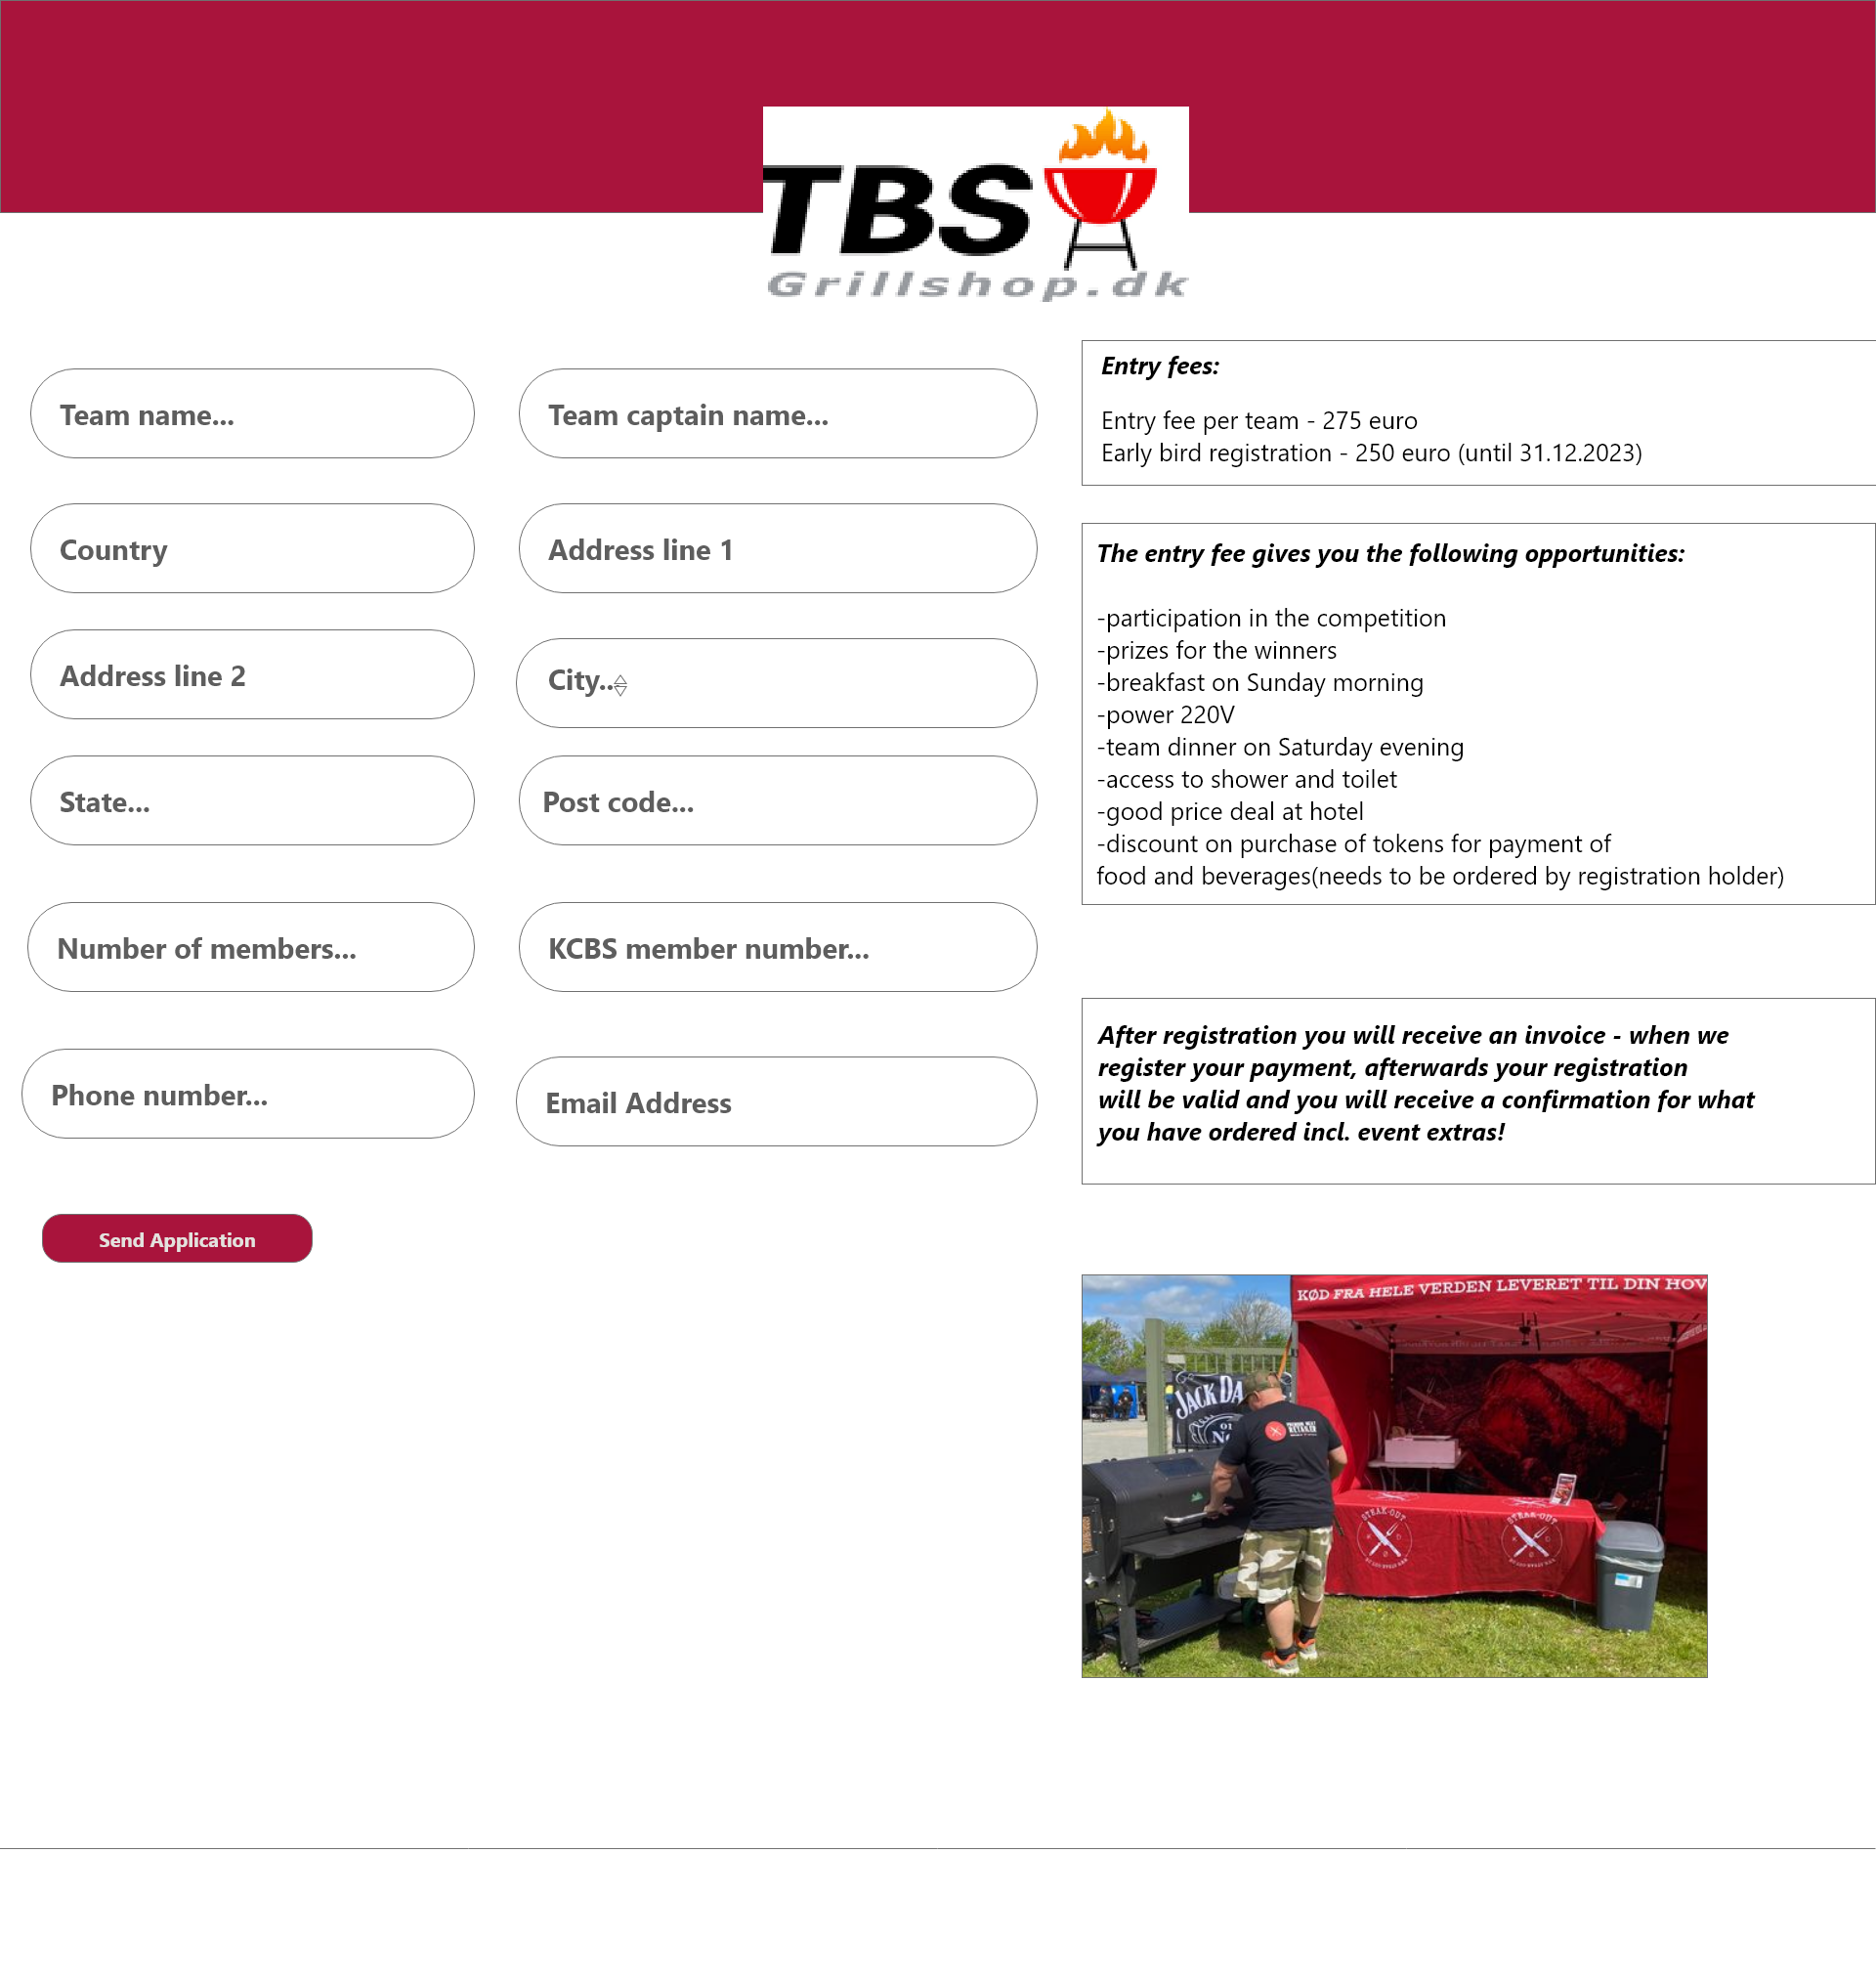 TBS
Grillshop.dk
Team name...
Team captain name...
Country
Address line 1
Address line 2
City..
State...
Post code...
Number of members...
KCBS member number...
Phone number...
Email Address
Send Application
Entry fees:
Entry fee per team - 275 euro
Early bird registration - 250 euro (until 31.12.2023)
The entry fee gives you the following opportunities:
-participation in the competition
-prizes for the winners
-breakfast on Sunday morning
-power 220V
-team dinner on Saturday evening
-access to shower and toilet
-good price deal at hotel
-discount on purchase of tokens for payment of
food and beverages(needs to be ordered by registration holder)
After registration you will receive an invoice - when we
register your payment, afterwards your registration
will be valid and you will receive a confirmation for what
you have ordered incl. event extras!
KØD FRA HELE VERDEN LEVERET TIL DIN HOV
JACK DA
PREMIUM MEAT
RETAILER
STEAK-OUT
STEAK-OUT